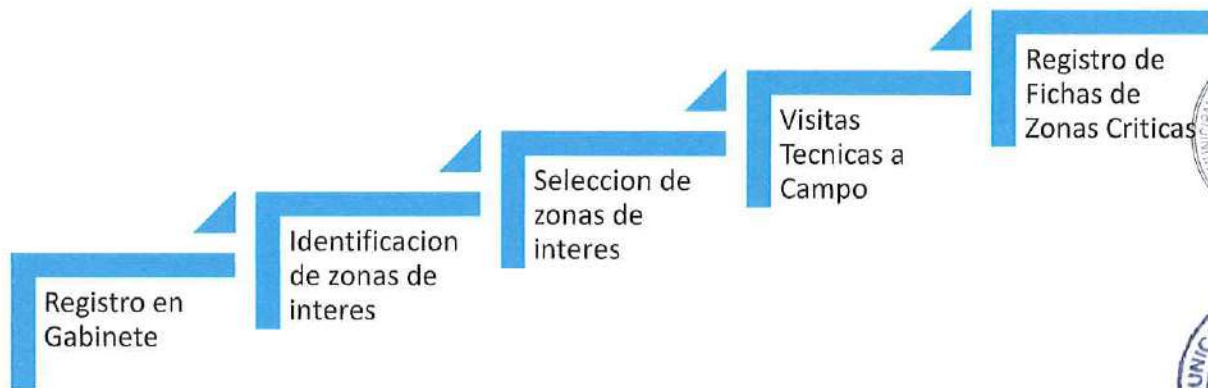 Registro en
Gabinete
Identificacion
de zonas de
interes
Seleccion de
zonas de
interes
Visitas
Tecnicas a
Campo
Registro de
Fichas de
Zonas Criticas